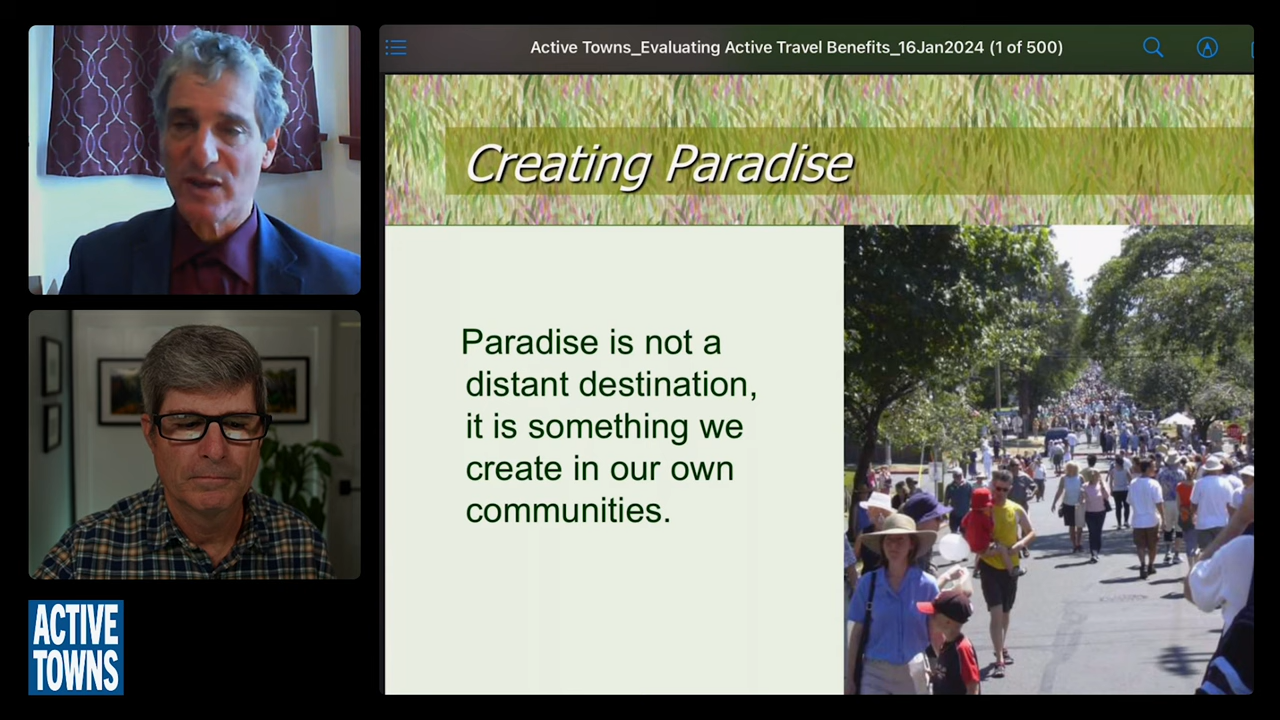 Active Towns_Evaluating Active Travel Benefits_16Jan2024 (1 of 500)
Creating Paradise
Paradise is not a
distant destination,
it is something we
create in our own
communities.
ACTIVE
TOWNS